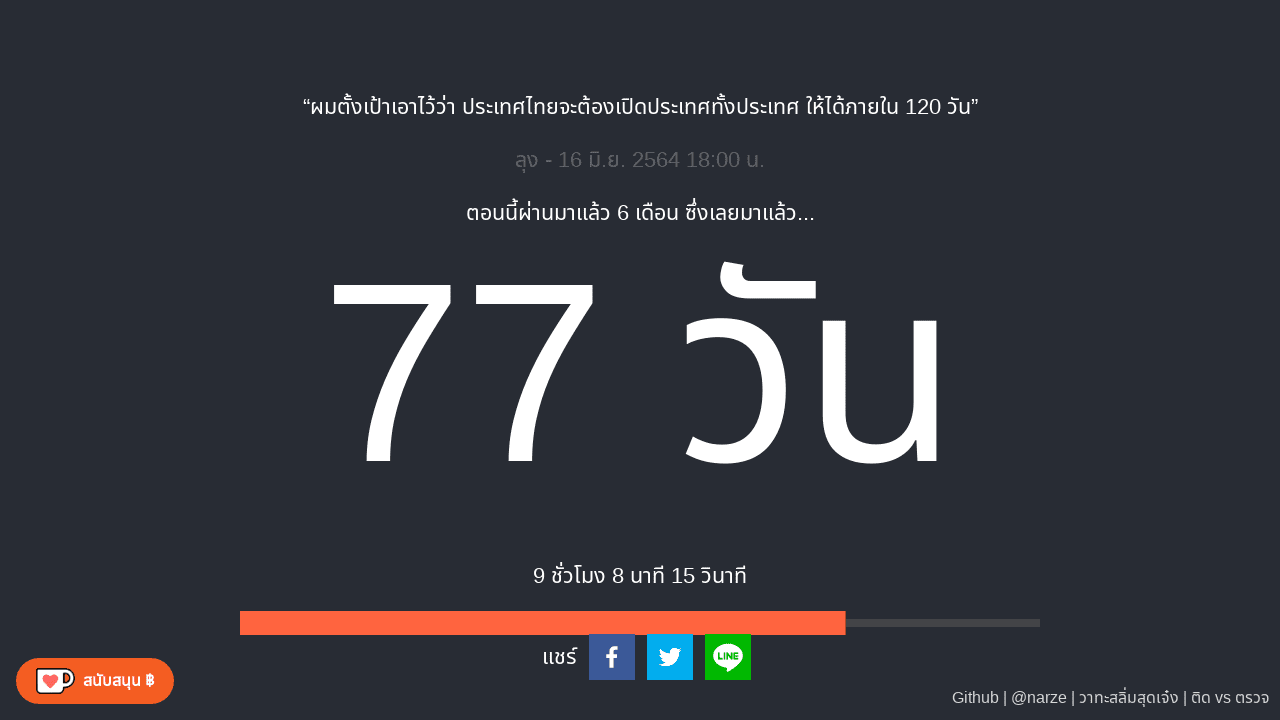 “ผมตั้งเป้าเอาไว้ว่า ประเทศไทยจะต้องเปิดประเทศทั้งประเทศ ให้ได้ภายใน 120 วัน”
ลุง - 16 มิ.ย. 2564 18:00 น.
ตอนนี้ผ่านมาแล้ว 6 เดือน ซึ่งเลยมาแล้ว...
77 วัน
9 ชั่วโมง 8 นาที 15 วินาที
แชร์
LINE
สนับสนุน ฿
Github | @narze | วาทะสลิ่มสุดเจ๋ง | ติด vs ตรวจ